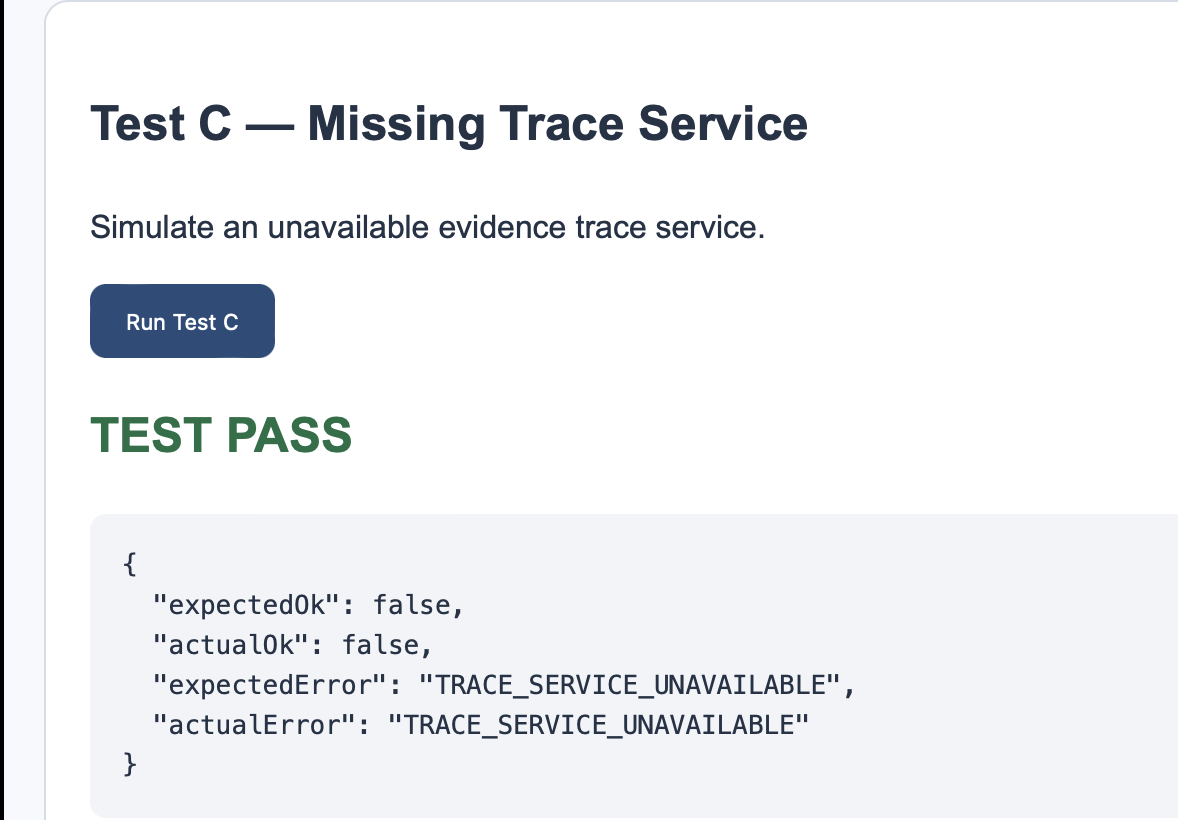 Test C — Missing Trace Service
Simulate an unavailable evidence trace service.
Run Test C
TEST PASS
{
  "expectedOk": false,
  "actualOk": false,
  "expectedError": "TRACE_SERVICE_UNAVAILABLE",
  "actualError": "TRACE_SERVICE_UNAVAILABLE"
}